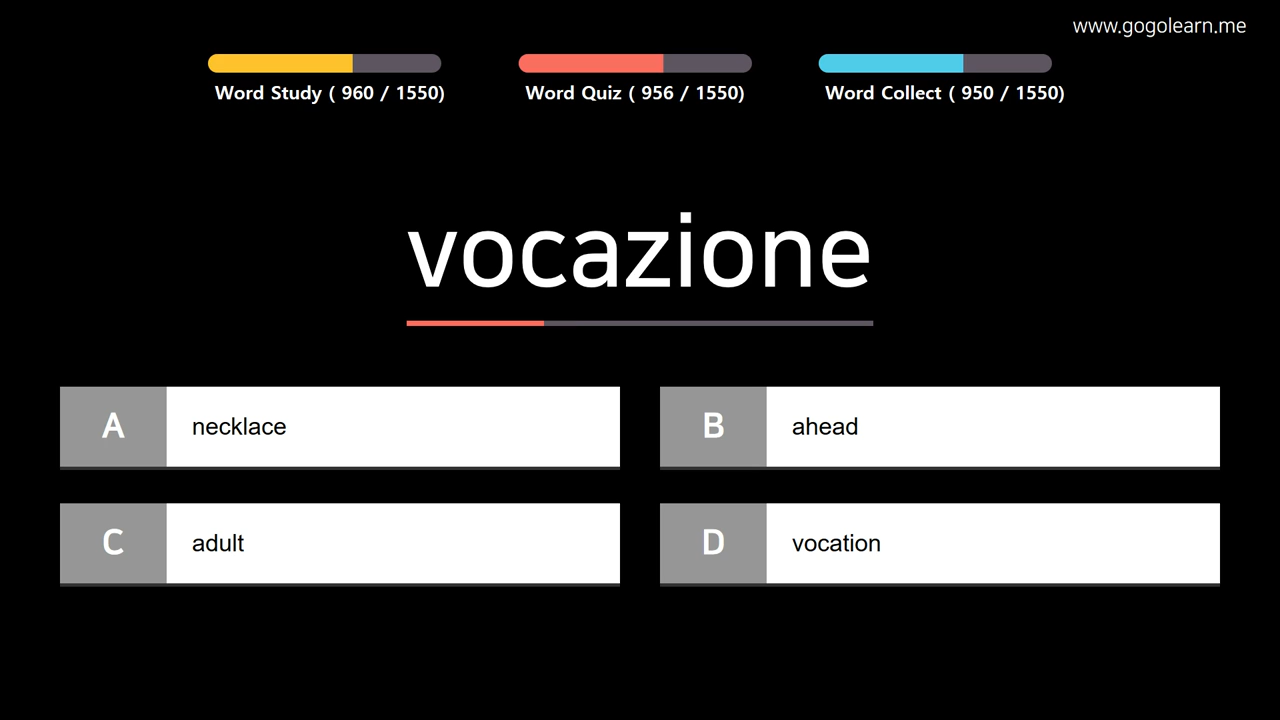 www.gogolearn.me
Word Study ( 960 / 1550)
Word Quiz ( 956 / 1550)
Word Collect ( 950 / 1550)
vocazione
A necklace
B ahead
C adult
D vocation